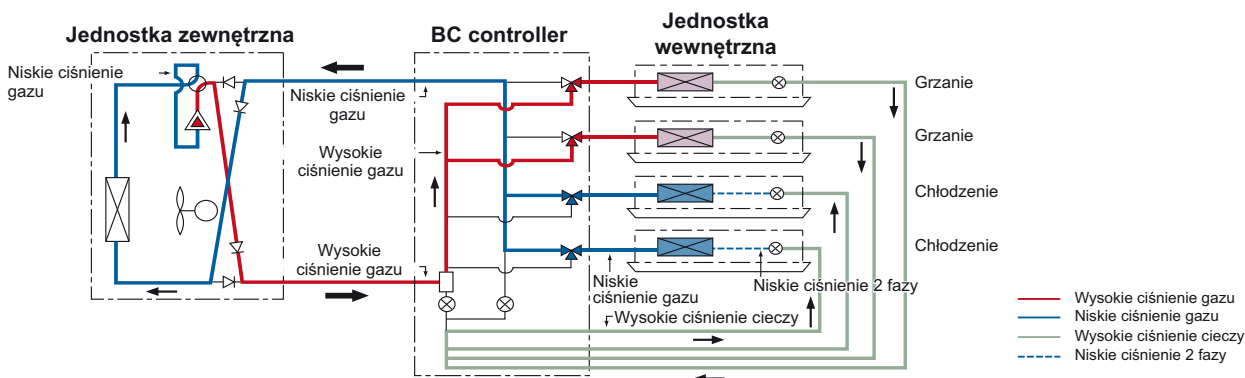 Jednostka zewnętrzna
BC controller
Jednostka
wewnętrzna
Niskie ciśnienie
gazu
Niskie ciśnienie
gazu
Wysokie
ciśnienie gazu
Wysokie
ciśnienie gazu
Grzanie
Grzanie
Chłodzenie
Chłodzenie
Niskie
ciśnienie gazu
Niskie ciśnienie 2 fazy
Wysokie ciśnienie cieczy
Wysokie ciśnienie gazu
Niskie ciśnienie gazu
Wysokie ciśnienie cieczy
Niskie ciśnienie 2 fazy